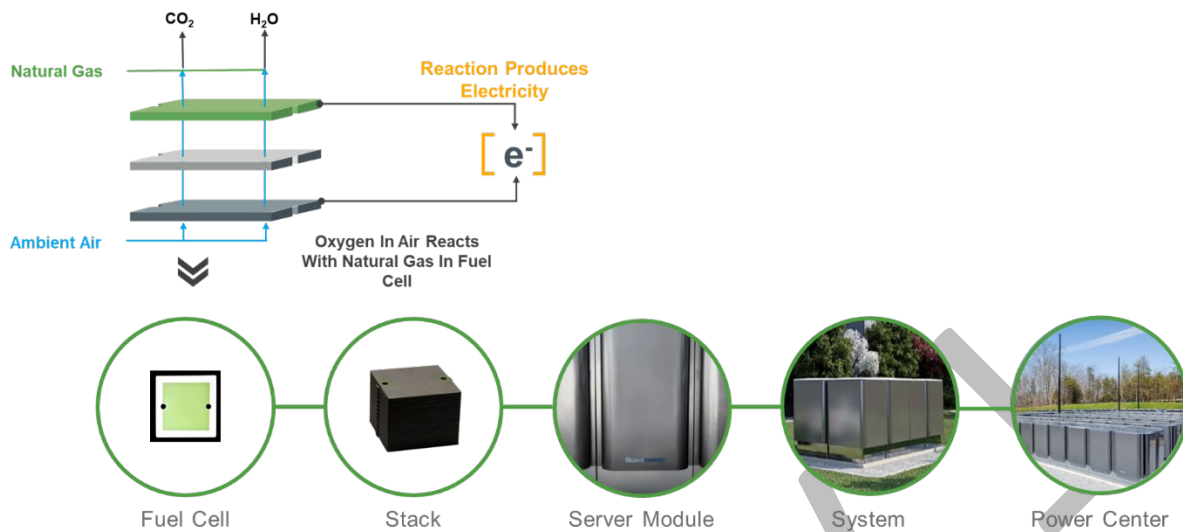 CO₂
H₂O
Natural Gas
Reaction Produces
Electricity
[ e⁻ ]
Ambient Air
Oxygen In Air Reacts
With Natural Gas In Fuel
Cell
Bloomenergy
Fuel Cell
Stack
Server Module
System
Power Center